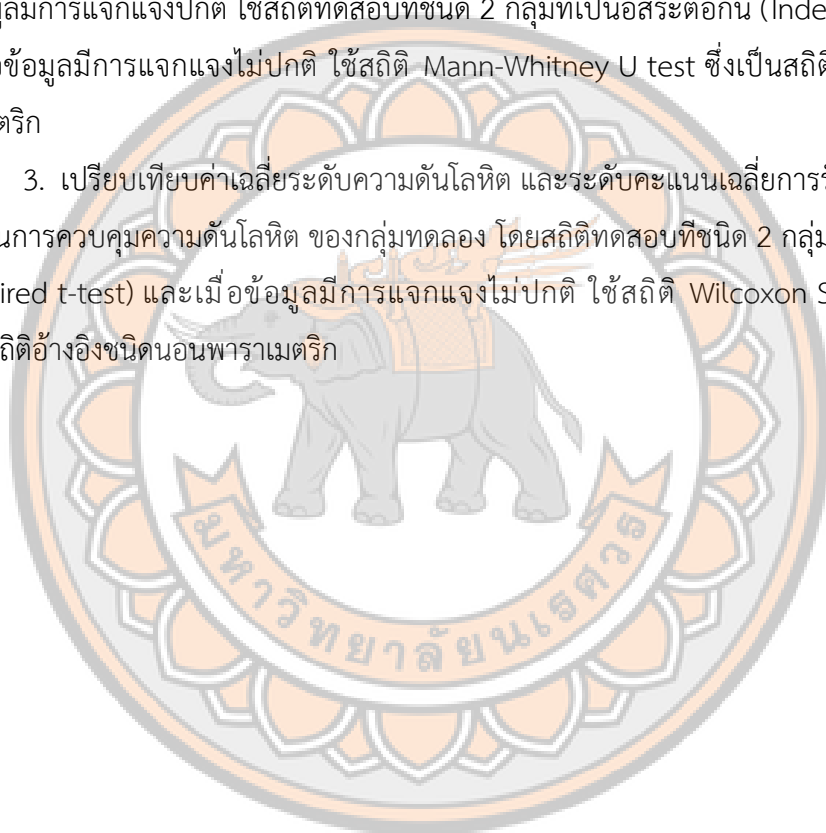 มูลมีการแจกแจงปกติ ใช้สถิติทดสอบทีชนิด 2 กลุ่มที่เป็นอิสระต่อกัน (Inde
ข้อมูลมีการแจกแจงไม่ปกติ ใช้สถิติ Mann-Whitney U test ซึ่งเป็นสถิติ
ตริก
3. เปรียบเทียบค่าเฉลี่ยระดับความดันโลหิต และระดับคะแนนเฉลี่ยการร
นการควบคุมความดันโลหิต ของกลุ่มทดลอง โดยสถิติทดสอบทีชนิด 2 กลุ่ม
ired t-test) และเมื่อข้อมูลมีการแจกแจงไม่ปกติ ใช้สถิติ Wilcoxon S
ถิติอ้างอิงชนิดนอนพาราเมตริก
มหาวิทยาลัยนเรศวร